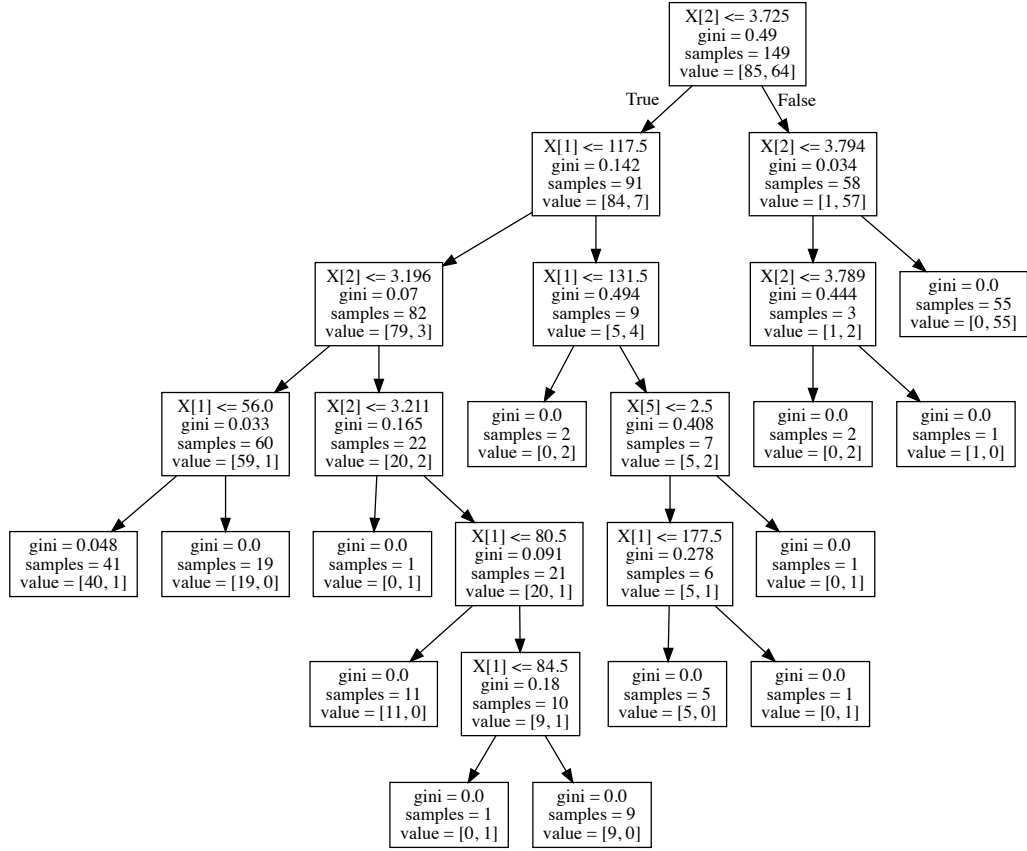 X[2] <= 3.725
gini = 0.49
samples = 149
value = [85, 64]
True
False
X[1] <= 117.5
gini = 0.142
samples = 91
value = [84, 7]
X[2] <= 3.794
gini = 0.034
samples = 58
value = [1, 57]
X[2] <= 3.196
gini = 0.07
samples = 82
value = [79, 3]
X[1] <= 131.5
gini = 0.494
samples = 9
value = [5, 4]
X[2] <= 3.789
gini = 0.444
samples = 3
value = [1, 2]
gini = 0.0
samples = 55
value = [0, 55]
X[1] <= 56.0
gini = 0.033
samples = 60
value = [59, 1]
X[2] <= 3.211
gini = 0.165
samples = 22
value = [20, 2]
gini = 0.0
samples = 2
value = [0, 2]
X[5] <= 2.5
gini = 0.408
samples = 7
value = [5, 2]
gini = 0.0
samples = 2
value = [0, 2]
gini = 0.0
samples = 1
value = [1, 0]
gini = 0.048
samples = 41
value = [40, 1]
gini = 0.0
samples = 19
value = [19, 0]
gini = 0.0
samples = 1
value = [0, 1]
X[1] <= 80.5
gini = 0.091
samples = 21
value = [20, 1]
X[1] <= 177.5
gini = 0.278
samples = 6
value = [5, 1]
gini = 0.0
samples = 1
value = [0, 1]
gini = 0.0
samples = 11
value = [11, 0]
X[1] <= 84.5
gini = 0.18
samples = 10
value = [9, 1]
gini = 0.0
samples = 5
value = [5, 0]
gini = 0.0
samples = 1
value = [0, 1]
gini = 0.0
samples = 1
value = [0, 1]
gini = 0.0
samples = 9
value = [9, 0]